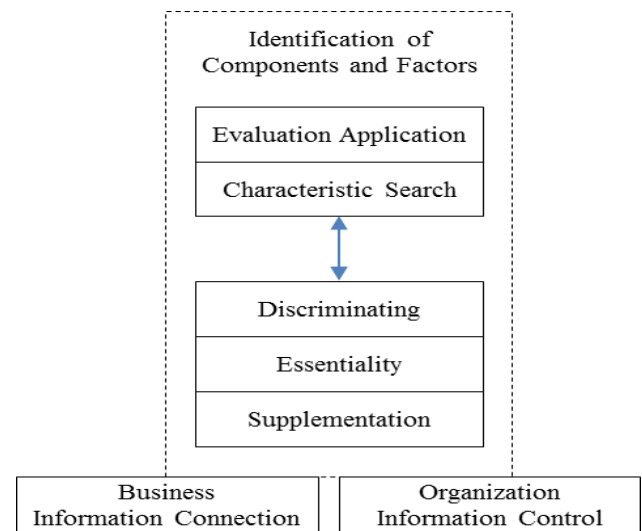 Identification of
Components and Factors
Evaluation Application
Characteristic Search
Discriminating
Essentiality
Supplementation
Business
Information Connection
Organization
Information Control